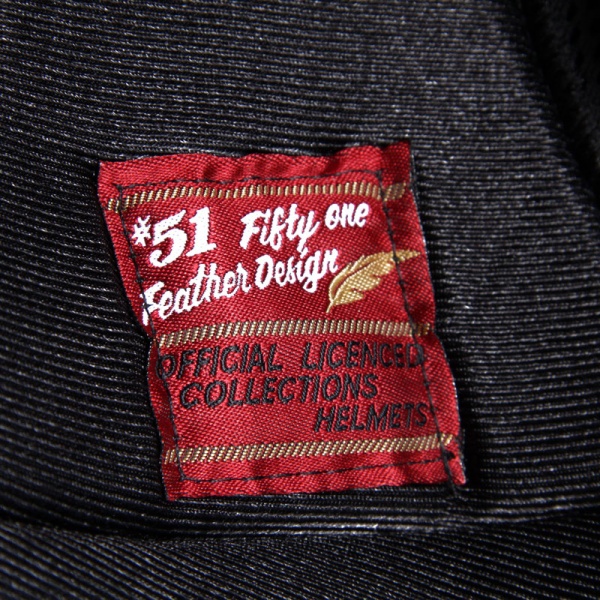 *51 Fifty one
Feather Design
OFFICIAL LICENCED
COLLECTIONS
HELMETS